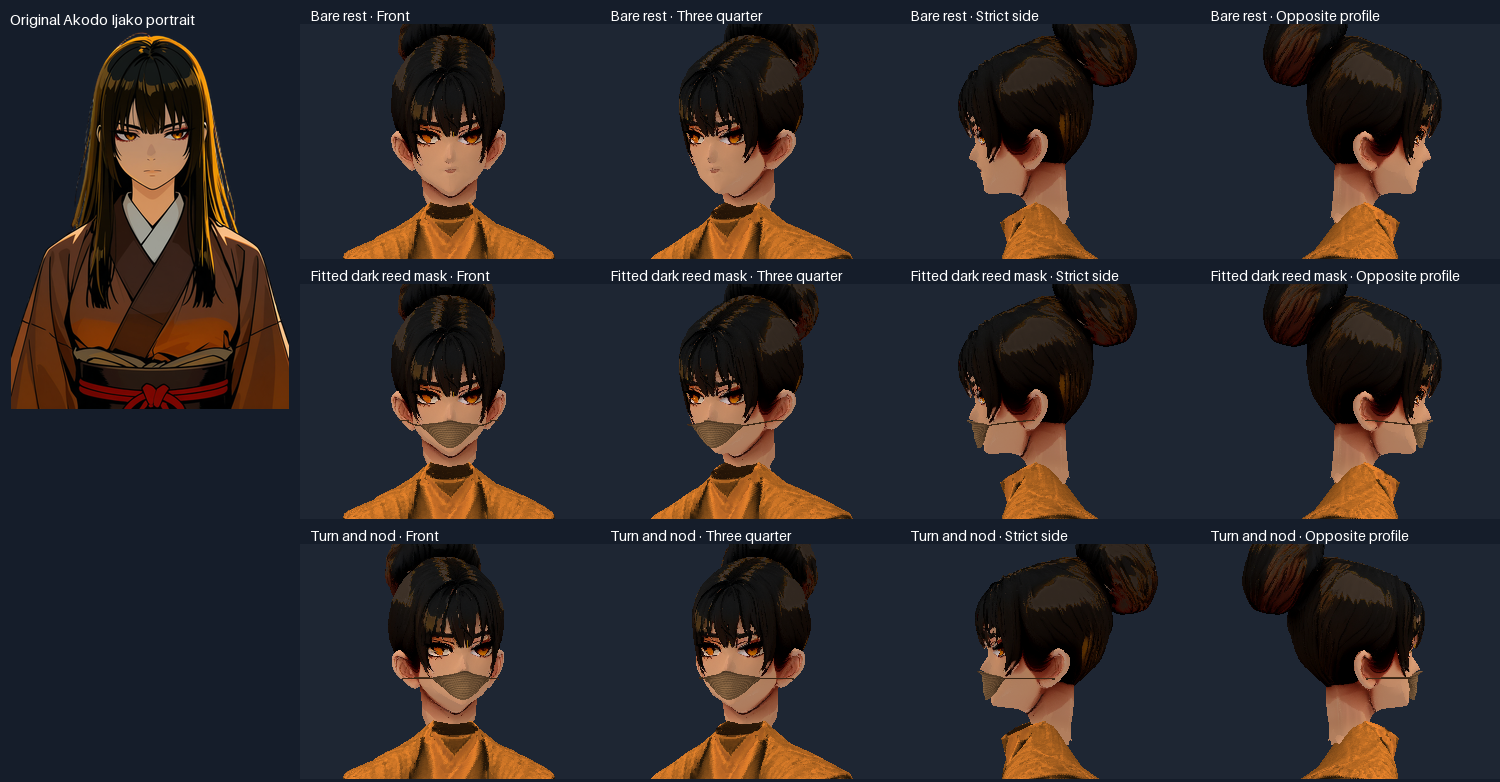 Original Akodo Ijako portrait
Bare rest · Front
Bare rest · Three quarter
Bare rest · Strict side
Bare rest · Opposite profile
Fitted dark reed mask · Front
Fitted dark reed mask · Three quarter
Fitted dark reed mask · Strict side
Fitted dark reed mask · Opposite profile
Turn and nod · Front
Turn and nod · Three quarter
Turn and nod · Strict side
Turn and nod · Opposite profile